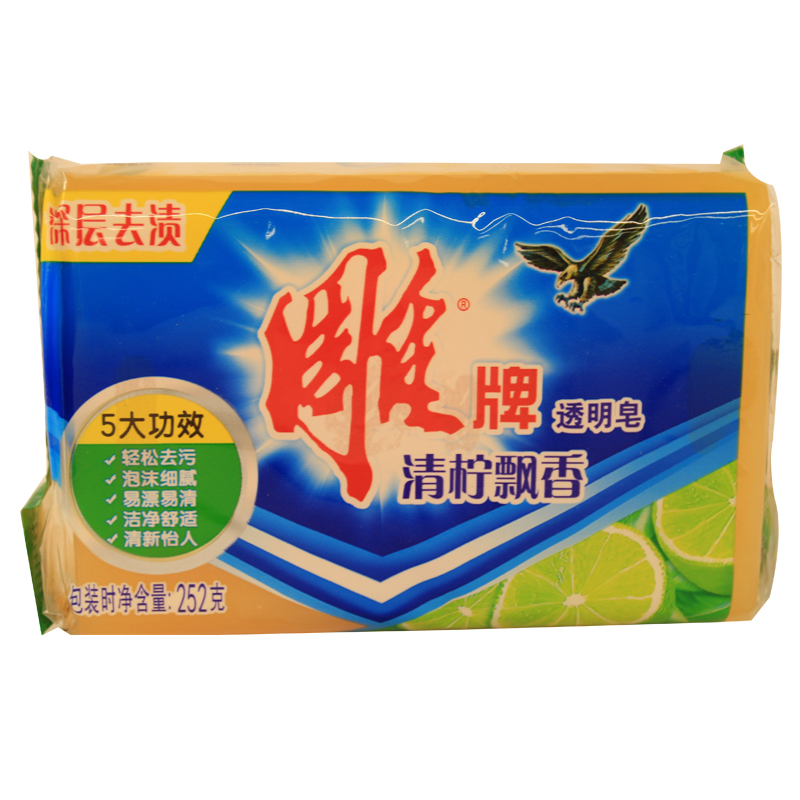 深层去渍
雕牌®
透明皂
清柠飘香
5大功效
✓轻松去污
✓泡沫细腻
✓易漂易清
✓洁净舒适
✓清新怡人
包装时净含量:252克